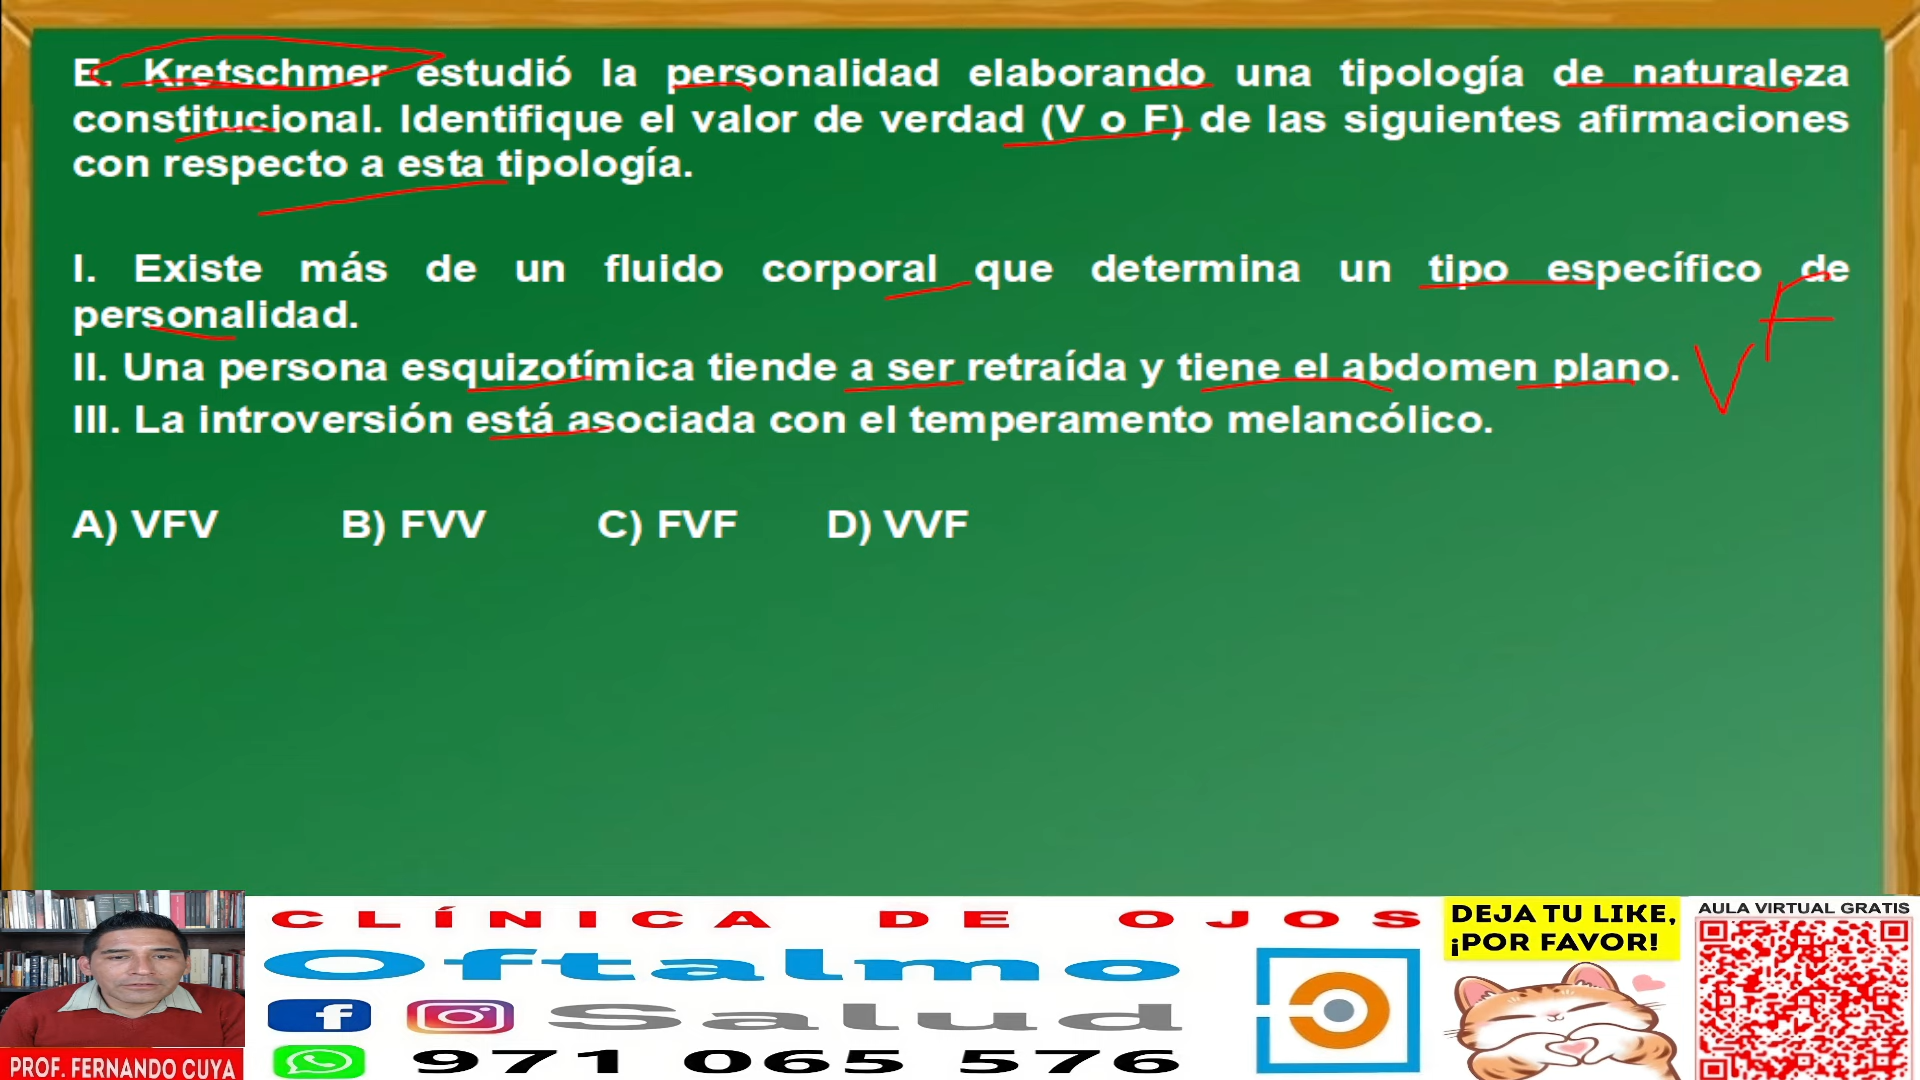 E. Kretschmer estudió la personalidad elaborando una tipología de naturaleza
constitucional. Identifique el valor de verdad (V o F) de las siguientes afirmaciones
con respecto a esta tipología.
I. Existe más de un fluido corporal que determina un tipo específico de
personalidad.
F
II. Una persona esquizotímica tiende a ser retraída y tiene el abdomen plano.
V
III. La introversión está asociada con el temperamento melancólico.
A) VFV B) FVV C) FVF D) VVF
CLÍNICA DE OJOS
Oftalmo
Salud
971 065 576
DEJA TU LIKE,
¡POR FAVOR!
AULA VIRTUAL GRATIS
PROF. FERNANDO CUYA